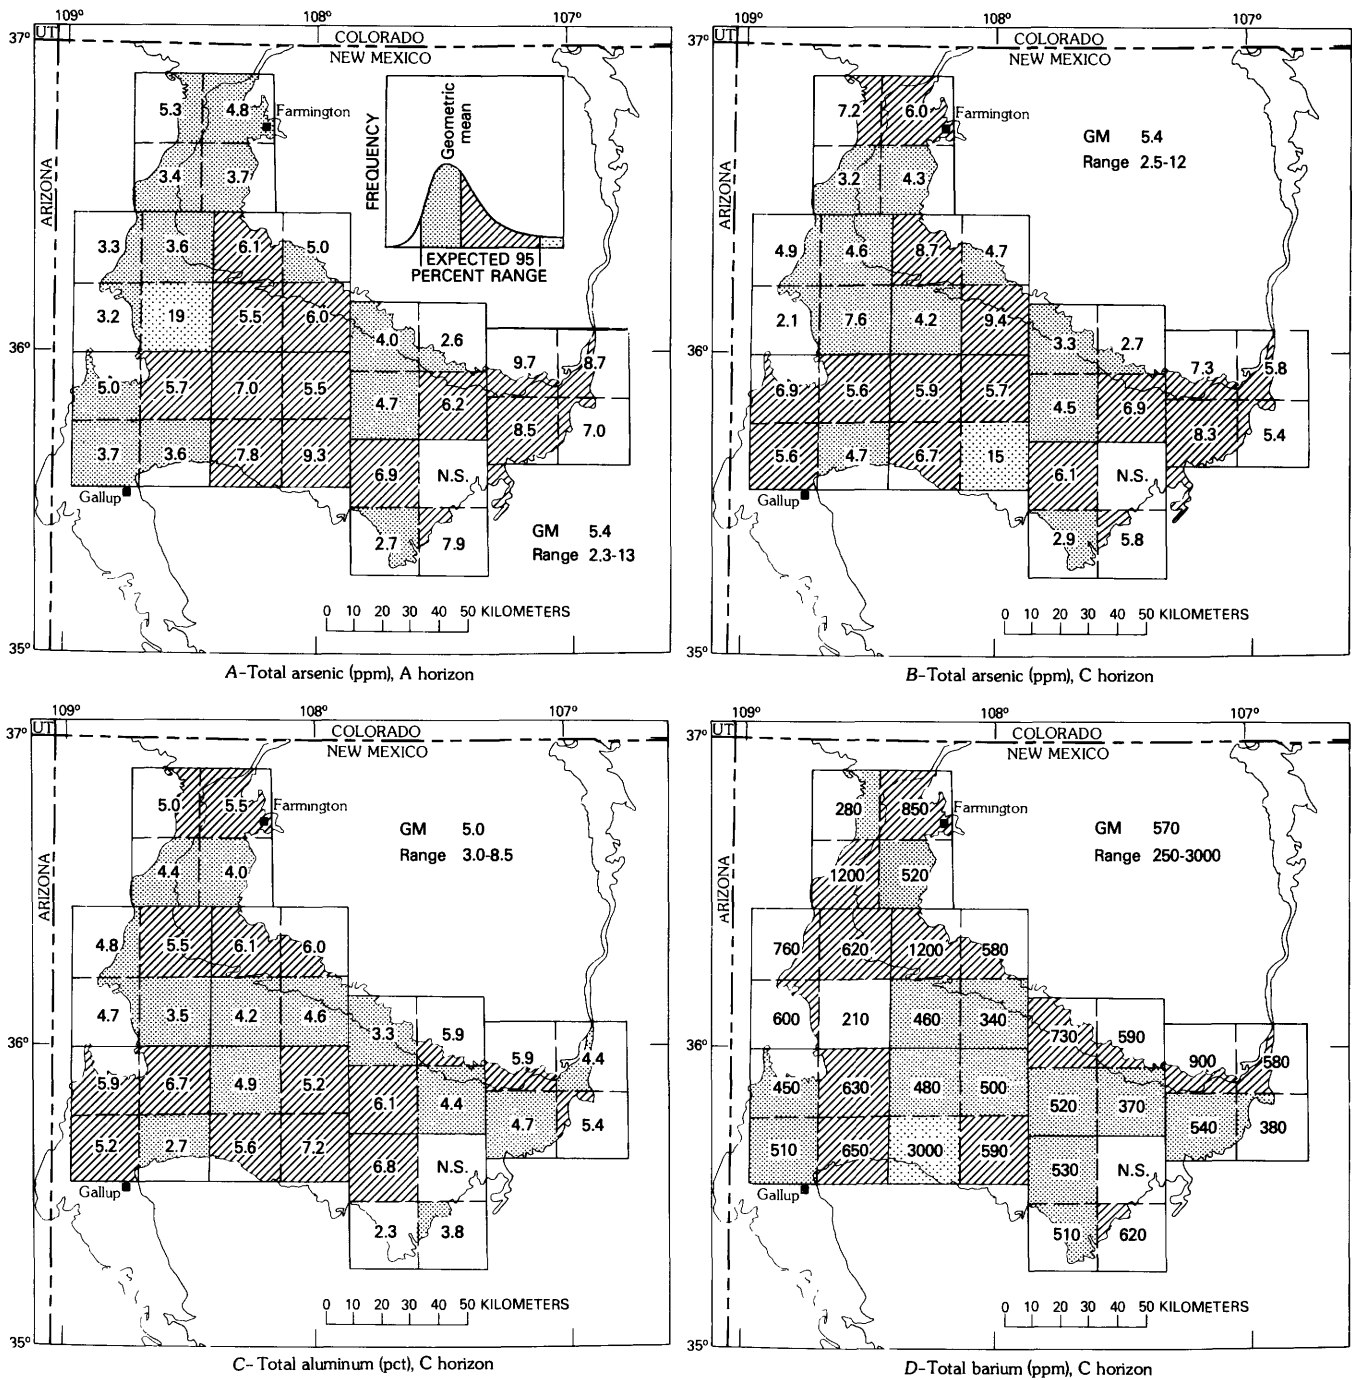 109° 108° 107°
37°
UT
COLORADO
NEW MEXICO
ARIZONA
5.3 4.8 Farmington
3.4 3.7
3.3 3.6 6.1 5.0
3.2 19 5.5 6.0
4.0 2.6
36°
9.7 8.7
5.0 5.7 7.0 5.5
4.7 6.2
8.5 7.0
3.7 3.6 7.8 9.3
6.9 N.S.
Gallup
2.7 7.9
FREQUENCY
Geometric mean
EXPECTED 95
PERCENT RANGE
GM 5.4
Range 2.3-13
0 10 20 30 40 50 KILOMETERS
35°
A-Total arsenic (ppm), A horizon
109° 108° 107°
37°
UT
COLORADO
NEW MEXICO
ARIZONA
7.2 6.0 Farmington
GM 5.4
Range 2.5-12
3.2 4.3
4.9 4.6 8.7 4.7
2.1 7.6 4.2 9.4
3.3 2.7
36°
7.3 5.8
6.9 5.6 5.9 5.7
4.5 6.9
8.3 5.4
5.6 4.7 6.7 15
6.1 N.S.
Gallup
2.9 5.8
0 10 20 30 40 50 KILOMETERS
35°
B-Total arsenic (ppm), C horizon
109° 108° 107°
37°
UT
COLORADO
NEW MEXICO
ARIZONA
5.0 5.5 Farmington
GM 5.0
Range 3.0-8.5
4.4 4.0
4.8 5.5 6.1 6.0
4.7 3.5 4.2 4.6
3.3 5.9
36°
5.9 4.4
5.9 6.7 4.9 5.2
6.1 4.4
4.7 5.4
5.2 2.7 5.6 7.2
6.8 N.S.
Gallup
2.3 3.8
0 10 20 30 40 50 KILOMETERS
35°
C-Total aluminum (pct), C horizon
109° 108° 107°
37°
UT
COLORADO
NEW MEXICO
ARIZONA
280 850 Farmington
GM 570
Range 250-3000
1200 520
760 620 1200 580
600 210 460 340
730 590
36°
900 580
450 630 480 500
520 370
540 380
510 650 3000 590
530 N.S.
Gallup
510 620
0 10 20 30 40 50 KILOMETERS
35°
D-Total barium (ppm), C horizon